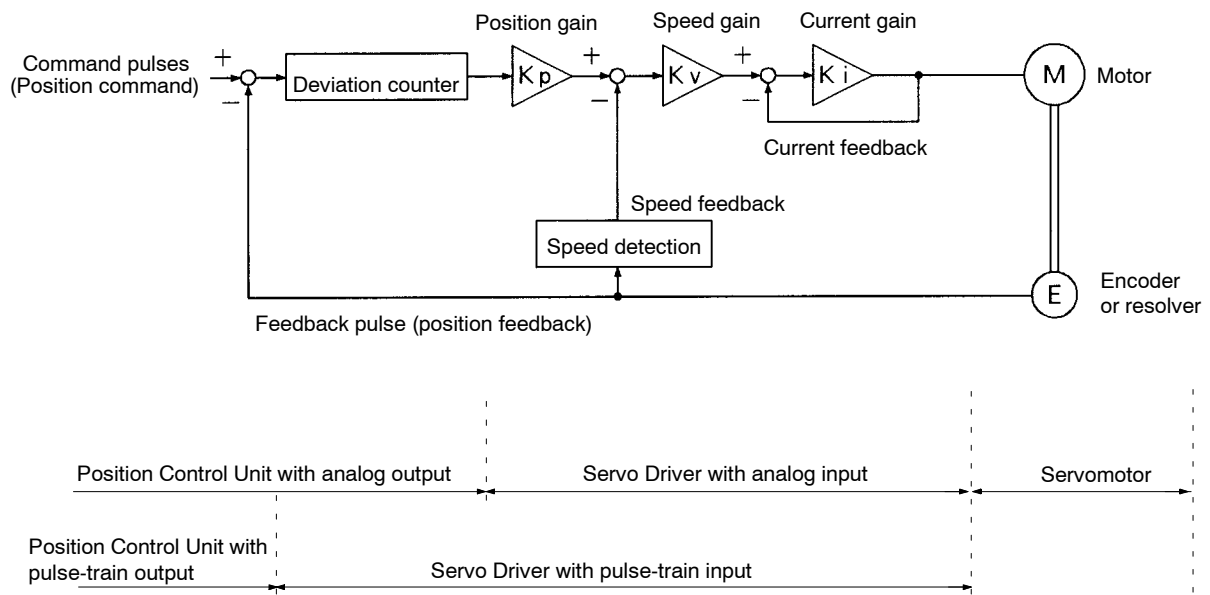 Position gain
Speed gain
Current gain
Command pulses
(Position command)
+
−
Deviation counter
Kp
+
−
Kv
+
−
Ki
M
Motor
Current feedback
Speed feedback
Speed detection
E
Encoder
or resolver
Feedback pulse (position feedback)
Position Control Unit with analog output
Servo Driver with analog input
Servomotor
Position Control Unit with
pulse-train output
Servo Driver with pulse-train input